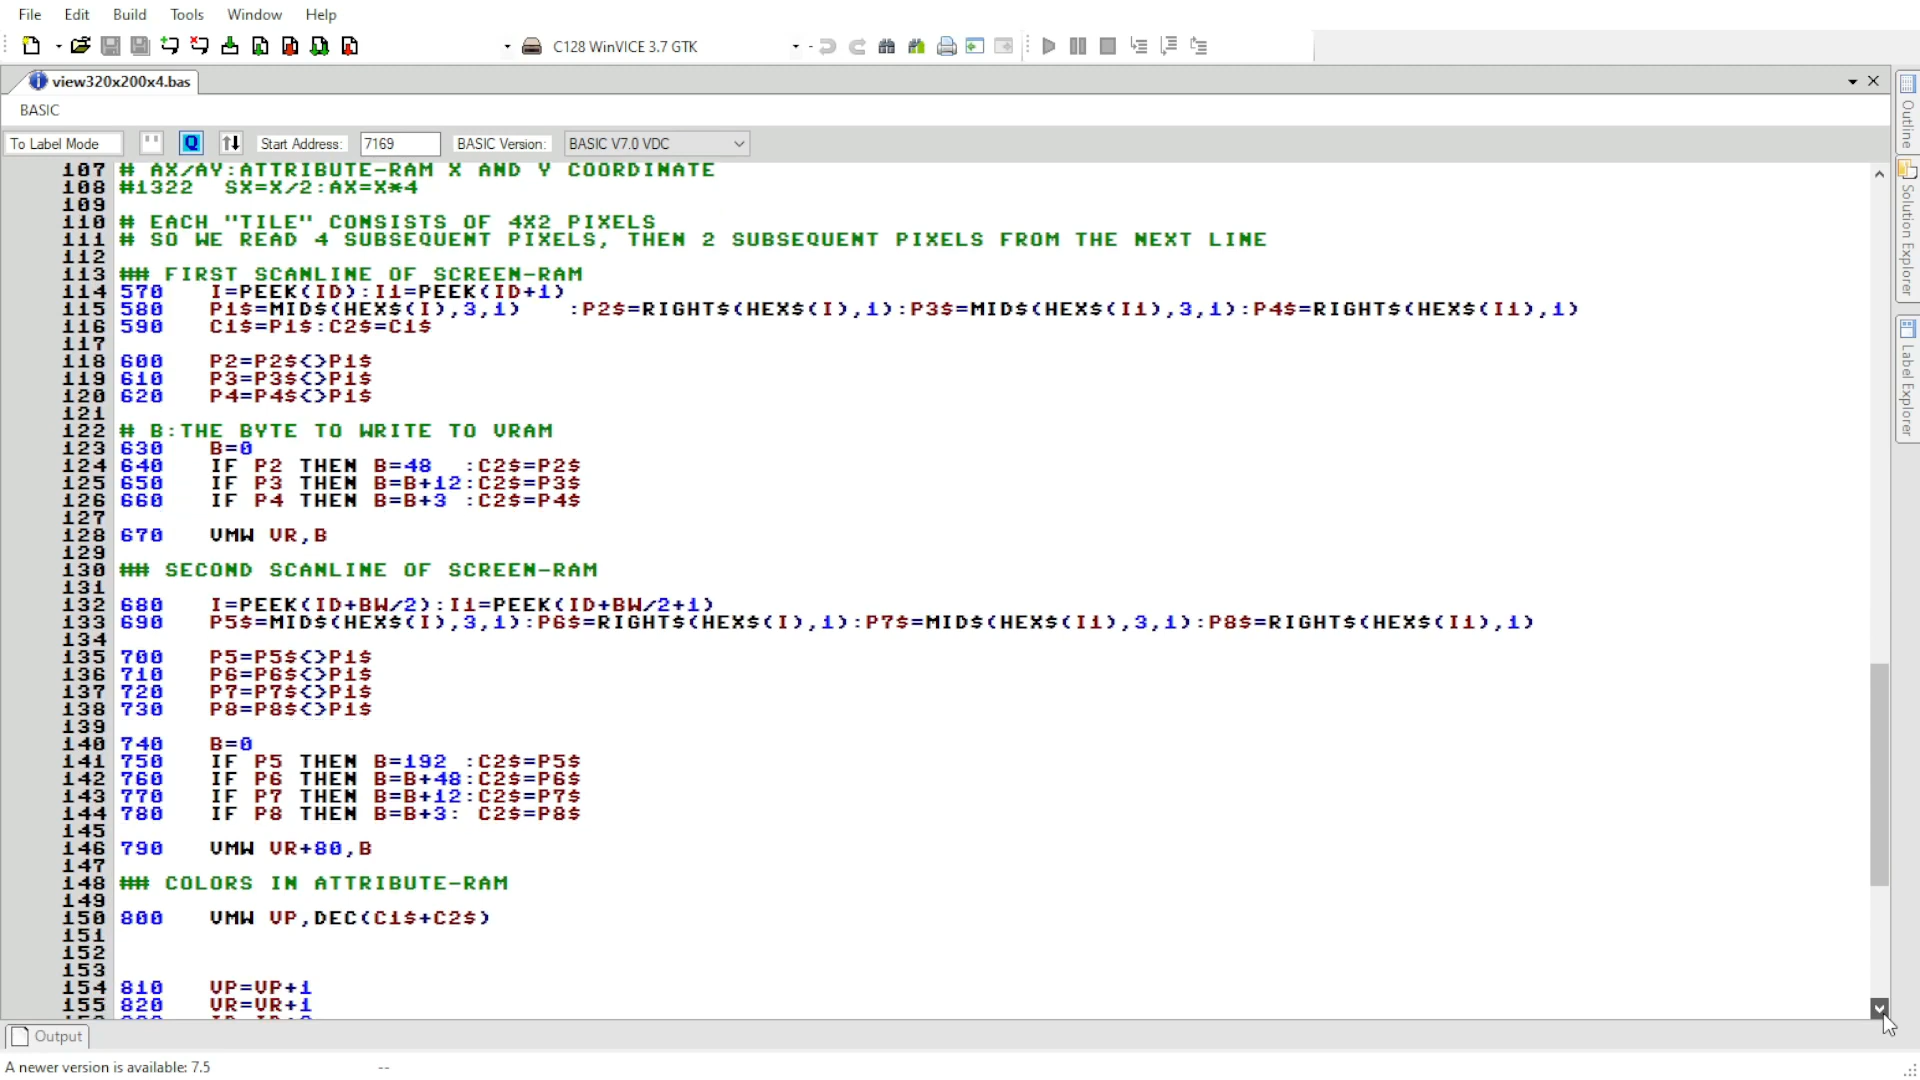 File Edit Build Tools Window Help
C128 WinVICE 3.7 GTK
view320x200x4.bas
BASIC
To Label Mode " Q Start Address: 7169 BASIC Version: BASIC V7.0 VDC
107 # AX/AY:ATTRIBUTE-RAM X AND Y COORDINATE
108 #1322 SX=X/2:AX=X*4
109
110 # EACH "TILE" CONSISTS OF 4X2 PIXELS
111 # SO WE READ 4 SUBSEQUENT PIXELS, THEN 2 SUBSEQUENT PIXELS FROM THE NEXT LINE
112
113 ## FIRST SCANLINE OF SCREEN-RAM
114 570 I=PEEK(ID):I1=PEEK(ID+1)
115 580 P1$=MID$(HEX$(I),3,1) :P2$=RIGHT$(HEX$(I),1):P3$=MID$(HEX$(I1),3,1):P4$=RIGHT$(HEX$(I1),1)
116 590 C1$=P1$:C2$=C1$
117
118 600 P2=P2$<>P1$
119 610 P3=P3$<>P1$
120 620 P4=P4$<>P1$
121
122 # B:THE BYTE TO WRITE TO VRAM
123 630 B=0
124 640 IF P2 THEN B=48 :C2$=P2$
125 650 IF P3 THEN B=B+12:C2$=P3$
126 660 IF P4 THEN B=B+3 :C2$=P4$
127
128 670 VMW VR,B
129
130 ## SECOND SCANLINE OF SCREEN-RAM
131
132 680 I=PEEK(ID+BW/2):I1=PEEK(ID+BW/2+1)
133 690 P5$=MID$(HEX$(I),3,1):P6$=RIGHT$(HEX$(I),1):P7$=MID$(HEX$(I1),3,1):P8$=RIGHT$(HEX$(I1),1)
134
135 700 P5=P5$<>P1$
136 710 P6=P6$<>P1$
137 720 P7=P7$<>P1$
138 730 P8=P8$<>P1$
139
140 740 B=0
141 750 IF P5 THEN B=192 :C2$=P5$
142 760 IF P6 THEN B=B+48:C2$=P6$
143 770 IF P7 THEN B=B+12:C2$=P7$
144 780 IF P8 THEN B=B+3: C2$=P8$
145
146 790 VMW VR+80,B
147
148 ## COLORS IN ATTRIBUTE-RAM
149
150 800 VMW VP,DEC(C1$+C2$)
151
152
153
154 810 VP=VP+1
155 820 VR=VR+1
Outline
Solution Explorer
Label Explorer
Output
A newer version is available: 7.5 --